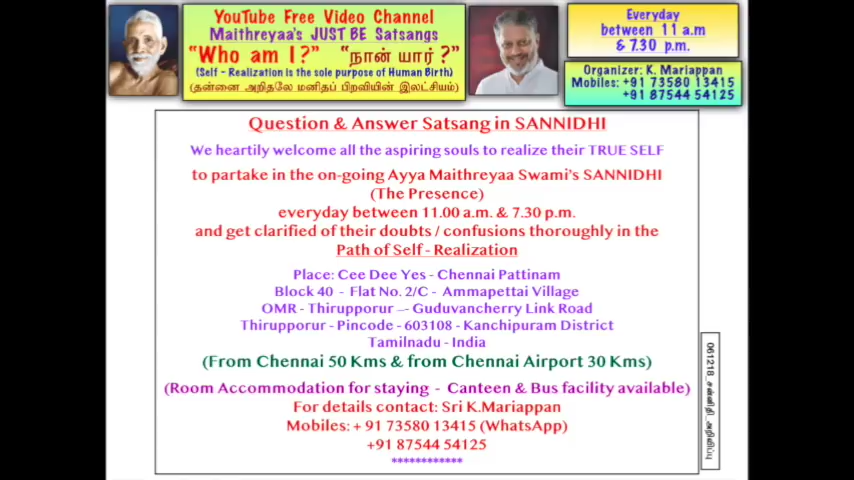 YouTube Free Video Channel
Maithreyaa's JUST BE Satsangs
"Who am I?" "நான் யார் ?"
(Self - Realization is the sole purpose of Human Birth)
(தன்னை அறிதலே மனிதப் பிறவியின் இலட்சியம்)
Everyday
between 11 a.m
& 7.30 p.m.
Organizer: K. Mariappan
Mobiles: +91 73580 13415
+91 87544 54125
Question & Answer Satsang in SANNIDHI
We heartily welcome all the aspiring souls to realize their TRUE SELF
to partake in the on-going Ayya Maithreyaa Swami's SANNIDHI
(The Presence)
everyday between 11.00 a.m. & 7.30 p.m.
and get clarified of their doubts / confusions thoroughly in the
Path of Self - Realization
Place: Cee Dee Yes - Chennai Pattinam
Block 40 - Flat No. 2/C - Ammapettai Village
OMR - Thirupporur –- Guduvancherry Link Road
Thirupporur - Pincode - 603108 - Kanchipuram District
Tamilnadu - India
(From Chennai 50 Kms & from Chennai Airport 30 Kms)
(Room Accommodation for staying - Canteen & Bus facility available)
For details contact: Sri K.Mariappan
Mobiles: + 91 73580 13415 (WhatsApp)
+91 87544 54125
************
061218_சன்னிதி_அறிவிப்பு